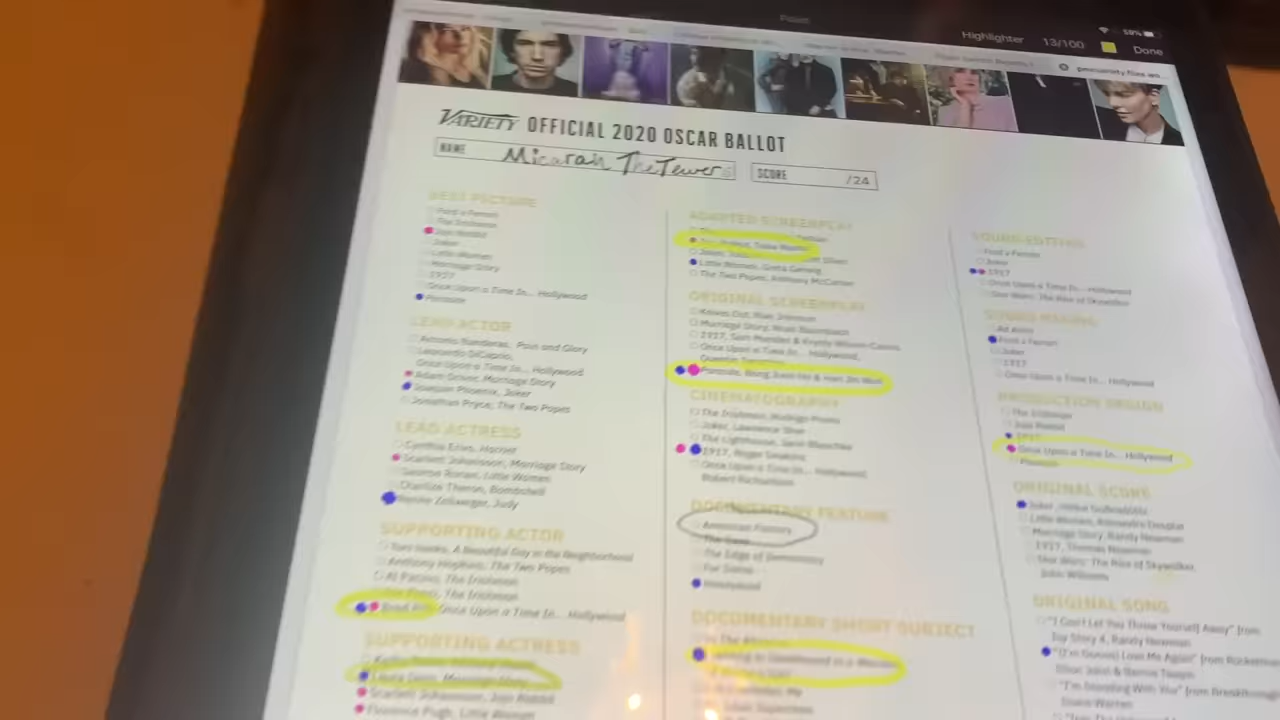 Highlighter 13/100 59% Done
VARIETY OFFICIAL 2020 OSCAR BALLOT
NAME Micarah TheTewers SCORE /24
BEST PICTURE
Ford v Ferrari
The Irishman
Jojo Rabbit
Joker
Little Women
Marriage Story
1917
Once Upon a Time In... Hollywood
Parasite
LEAD ACTOR
Antonio Banderas, Pain and Glory
Leonardo DiCaprio,
Once Upon a Time In... Hollywood
Adam Driver, Marriage Story
Joaquin Phoenix, Joker
Jonathan Pryce, The Two Popes
LEAD ACTRESS
Cynthia Erivo, Harriet
Scarlett Johansson, Marriage Story
Saoirse Ronan, Little Women
Charlize Theron, Bombshell
Renée Zellweger, Judy
SUPPORTING ACTOR
Tom Hanks, A Beautiful Day in the Neighborhood
Anthony Hopkins, The Two Popes
Al Pacino, The Irishman
The Irishman
Brad Once Upon a Time In... Hollywood
SUPPORTING ACTRESS
Laura Dern, Marriage Story
Scarlett Johansson, Jojo Rabbit
Florence Pugh, Little Women
ADAPTED SCREENPLAY
Little Women, Greta Gerwig
The Two Popes, Anthony McCarten
ORIGINAL SCREENPLAY
Knives Out, Rian Johnson
Marriage Story, Noah Baumbach
1917, Sam Mendes & Krysty Wilson-Cairns
Once Upon a Time In... Hollywood,
Quentin Tarantino
Parasite, Bong Joon Ho & Han Jin Won
CINEMATOGRAPHY
The Irishman, Rodrigo Prieto
Joker, Lawrence Sher
The Lighthouse, Jarin Blaschke
1917, Roger Deakins
Once Upon a Time In... Hollywood,
Robert Richardson
DOCUMENTARY FEATURE
American Factory
The Cave
The Edge of Democracy
For Sama
Honeyland
DOCUMENTARY SHORT SUBJECT
In The Absence
SOUND EDITING
Ford v Ferrari
Joker
1917
Once Upon a Time In... Hollywood
Star Wars: The Rise of Skywalker
SOUND MIXING
Ad Astra
Ford v Ferrari
Joker
1917
Once Upon a Time In... Hollywood
PRODUCTION DESIGN
The Irishman
Jojo Rabbit
1917
Once Upon a Time In... Hollywood
Parasite
ORIGINAL SCORE
Joker, Hildur Guðnadóttir
Little Women, Alexandre Desplat
Marriage Story, Randy Newman
1917, Thomas Newman
Star Wars: The Rise of Skywalker,
John Williams
ORIGINAL SONG
"I Can't Let You Throw Yourself Away" from
Toy Story 4, Randy Newman
"(I'm Gonna) Love Me Again" from
Elton John & Bernie Taupin
"I'm Standing With You" from Breakthrough
Diane Warren